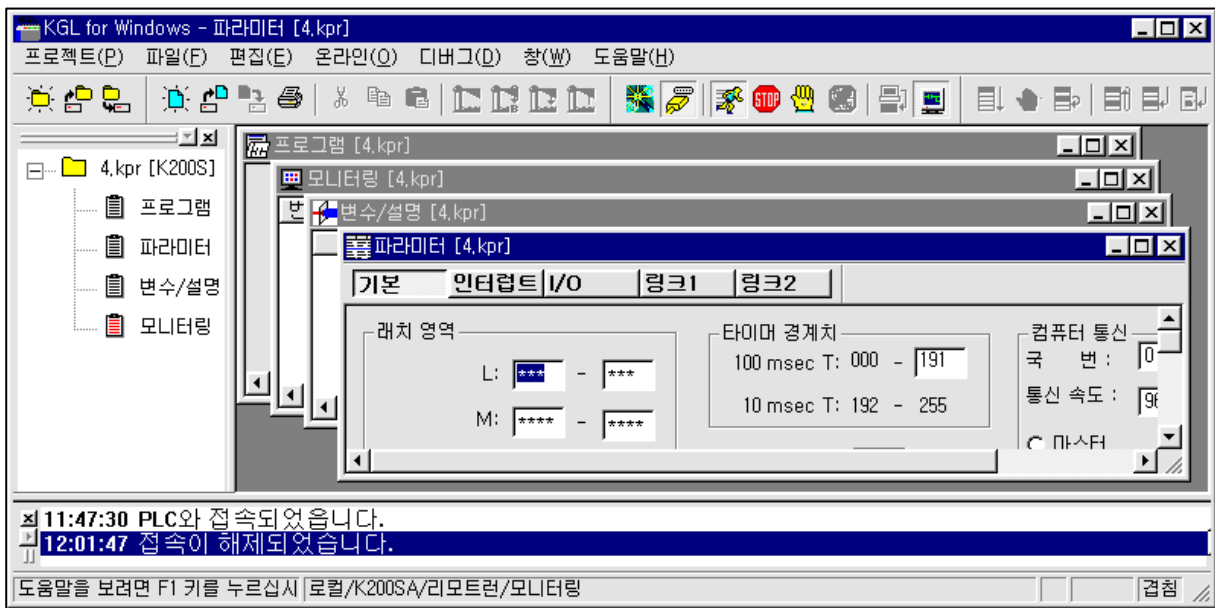 KGL for Windows - 파라미터 [4.kpr]
프로젝트(P) 파일(F) 편집(E) 온라인(O) 디버그(D) 창(W) 도움말(H)
STOP
4.kpr [K200S]
프로그램
파라미터
변수/설명
모니터링
프로그램 [4.kpr]
모니터링 [4.kpr]
변수/설명 [4.kpr]
파라미터 [4.kpr]
기본 인터럽트 I/O 링크1 링크2
래치 영역
L: *** - ***
M: **** - ****
타이머 경계치
100 msec T: 000 - 191
10 msec T: 192 - 255
컴퓨터 통신
국 번 : 0
통신 속도 : 96
마스터
11:47:30 PLC와 접속되었읍니다.
12:01:47 접속이 해제되었습니다.
도움말을 보려면 F1 키를 누르십시 로컬/K200SA/리모트런/모니터링 겹침